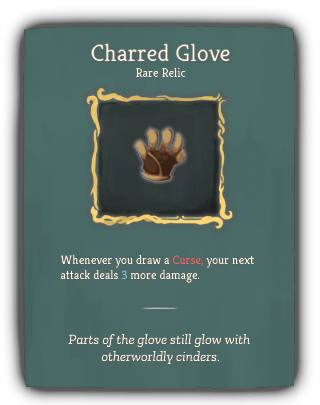 Charred Glove
Rare Relic
Whenever you draw a Curse, your next
attack deals 3 more damage.
Parts of the glove still glow with
otherworldly cinders.